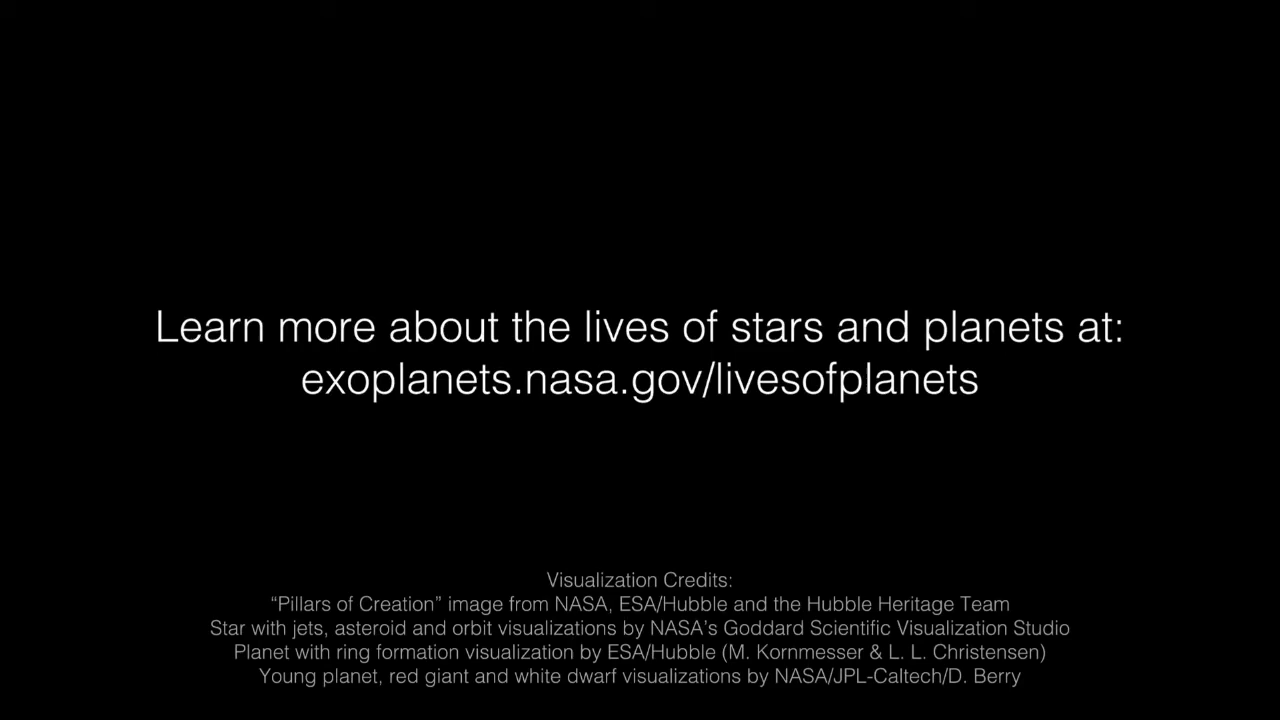 Learn more about the lives of stars and planets at:
exoplanets.nasa.gov/livesofplanets
Visualization Credits:
“Pillars of Creation” image from NASA, ESA/Hubble and the Hubble Heritage Team
Star with jets, asteroid and orbit visualizations by NASA’s Goddard Scientific Visualization Studio
Planet with ring formation visualization by ESA/Hubble (M. Kornmesser & L. L. Christensen)
Young planet, red giant and white dwarf visualizations by NASA/JPL-Caltech/D. Berry